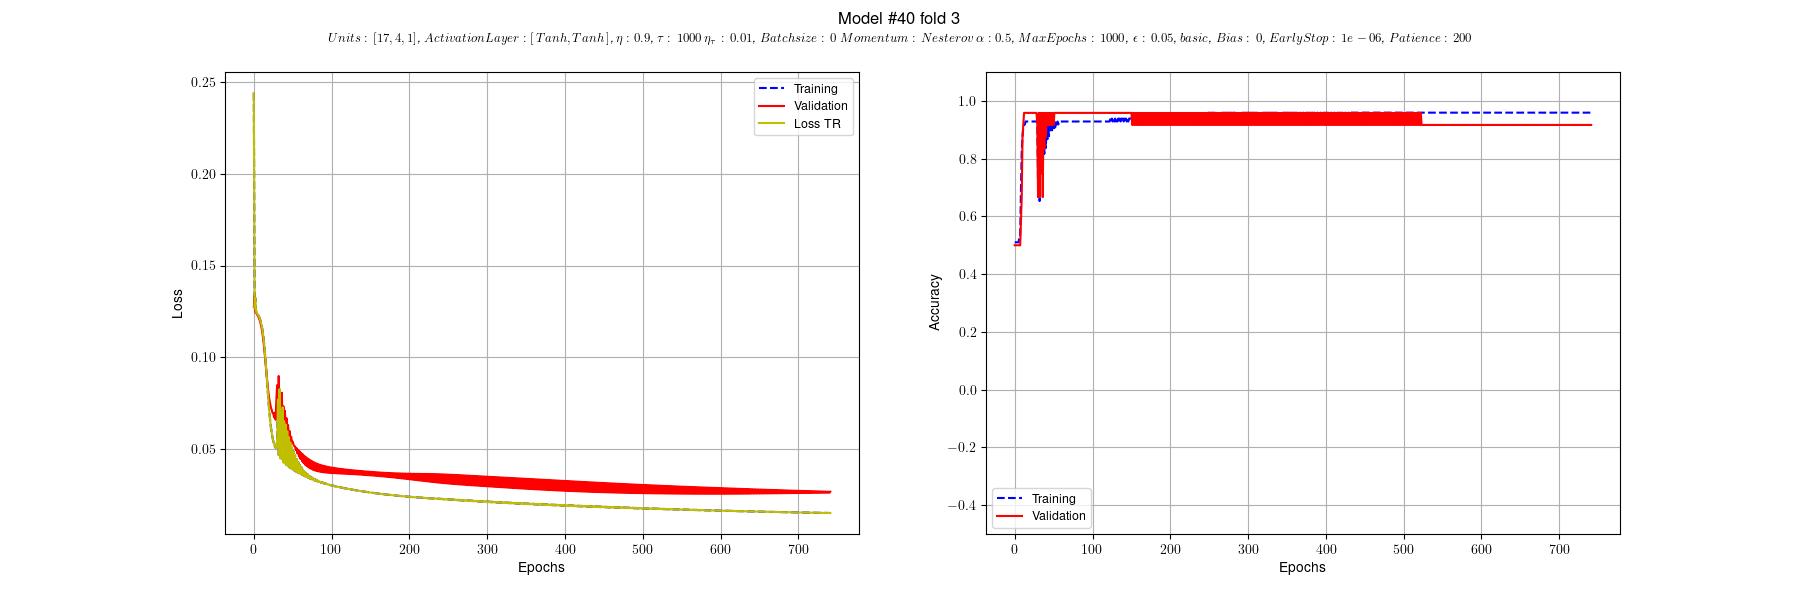 Model #40 fold 3
Units : [17, 4, 1], ActivationLayer : [Tanh, Tanh], η : 0.9, τ : 1000 ητ : 0.01, Batchsize : 0 Momentum : Nesterov α : 0.5, MaxEpochs : 1000, ϵ : 0.05, basic, Bias : 0, EarlyStop : 1e − 06, Patience : 200
0.25
0.20
0.15
0.10
0.05
Loss
0 100 200 300 400 500 600 700
Epochs
Training
Validation
Loss TR
1.0
0.8
0.6
0.4
0.2
0.0
−0.2
−0.4
Accuracy
Training
Validation
0 100 200 300 400 500 600 700
Epochs